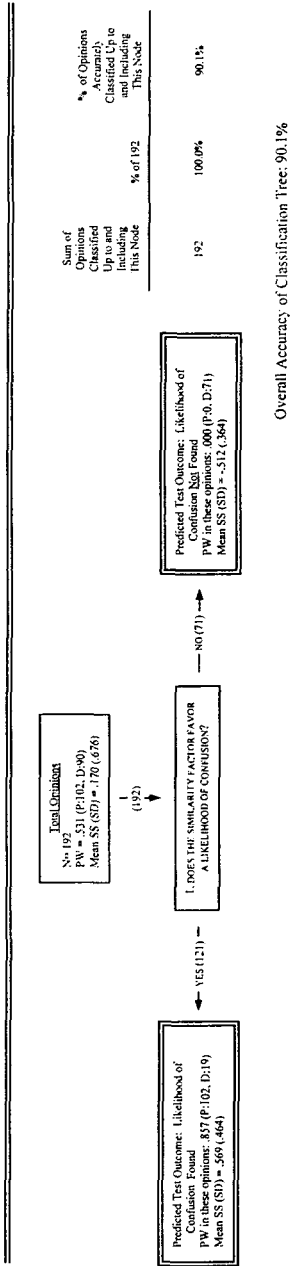 Total Opinions
N= 192
PW = .531 (P:102, D:90)
Mean SS (SD) = .170 (.676)
(192)
1. DOES THE SIMILARITY FACTOR FAVOR
A LIKELIHOOD OF CONFUSION?
YES (121)
NO (71)
Predicted Test Outcome: Likelihood of
Confusion Found
PW in these opinions: .857 (P:102, D:19)
Mean SS (SD) = .569 (.464)
Predicted Test Outcome: Likelihood of
Confusion Not Found
PW in these opinions: .000 (P:0, D:71)
Mean SS (SD) = -.512 (.364)
Sum of
Opinions
Classified
Up to and
Including
This Node
% of 192
% of Opinions
Accurately
Classified Up to
and Including
This Node
192
100.0%
90.1%
Overall Accuracy of Classification Tree: 90.1%